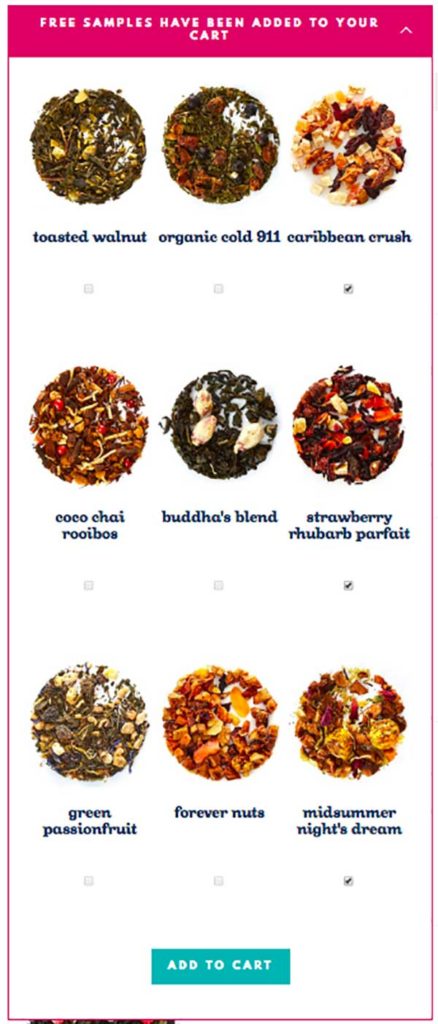 FREE SAMPLES HAVE BEEN ADDED TO YOUR
CART
toasted walnut
organic cold 911
caribbean crush
coco chai
rooibos
buddha's blend
strawberry
rhubarb parfait
green
passionfruit
forever nuts
midsummer
night's dream
ADD TO CART